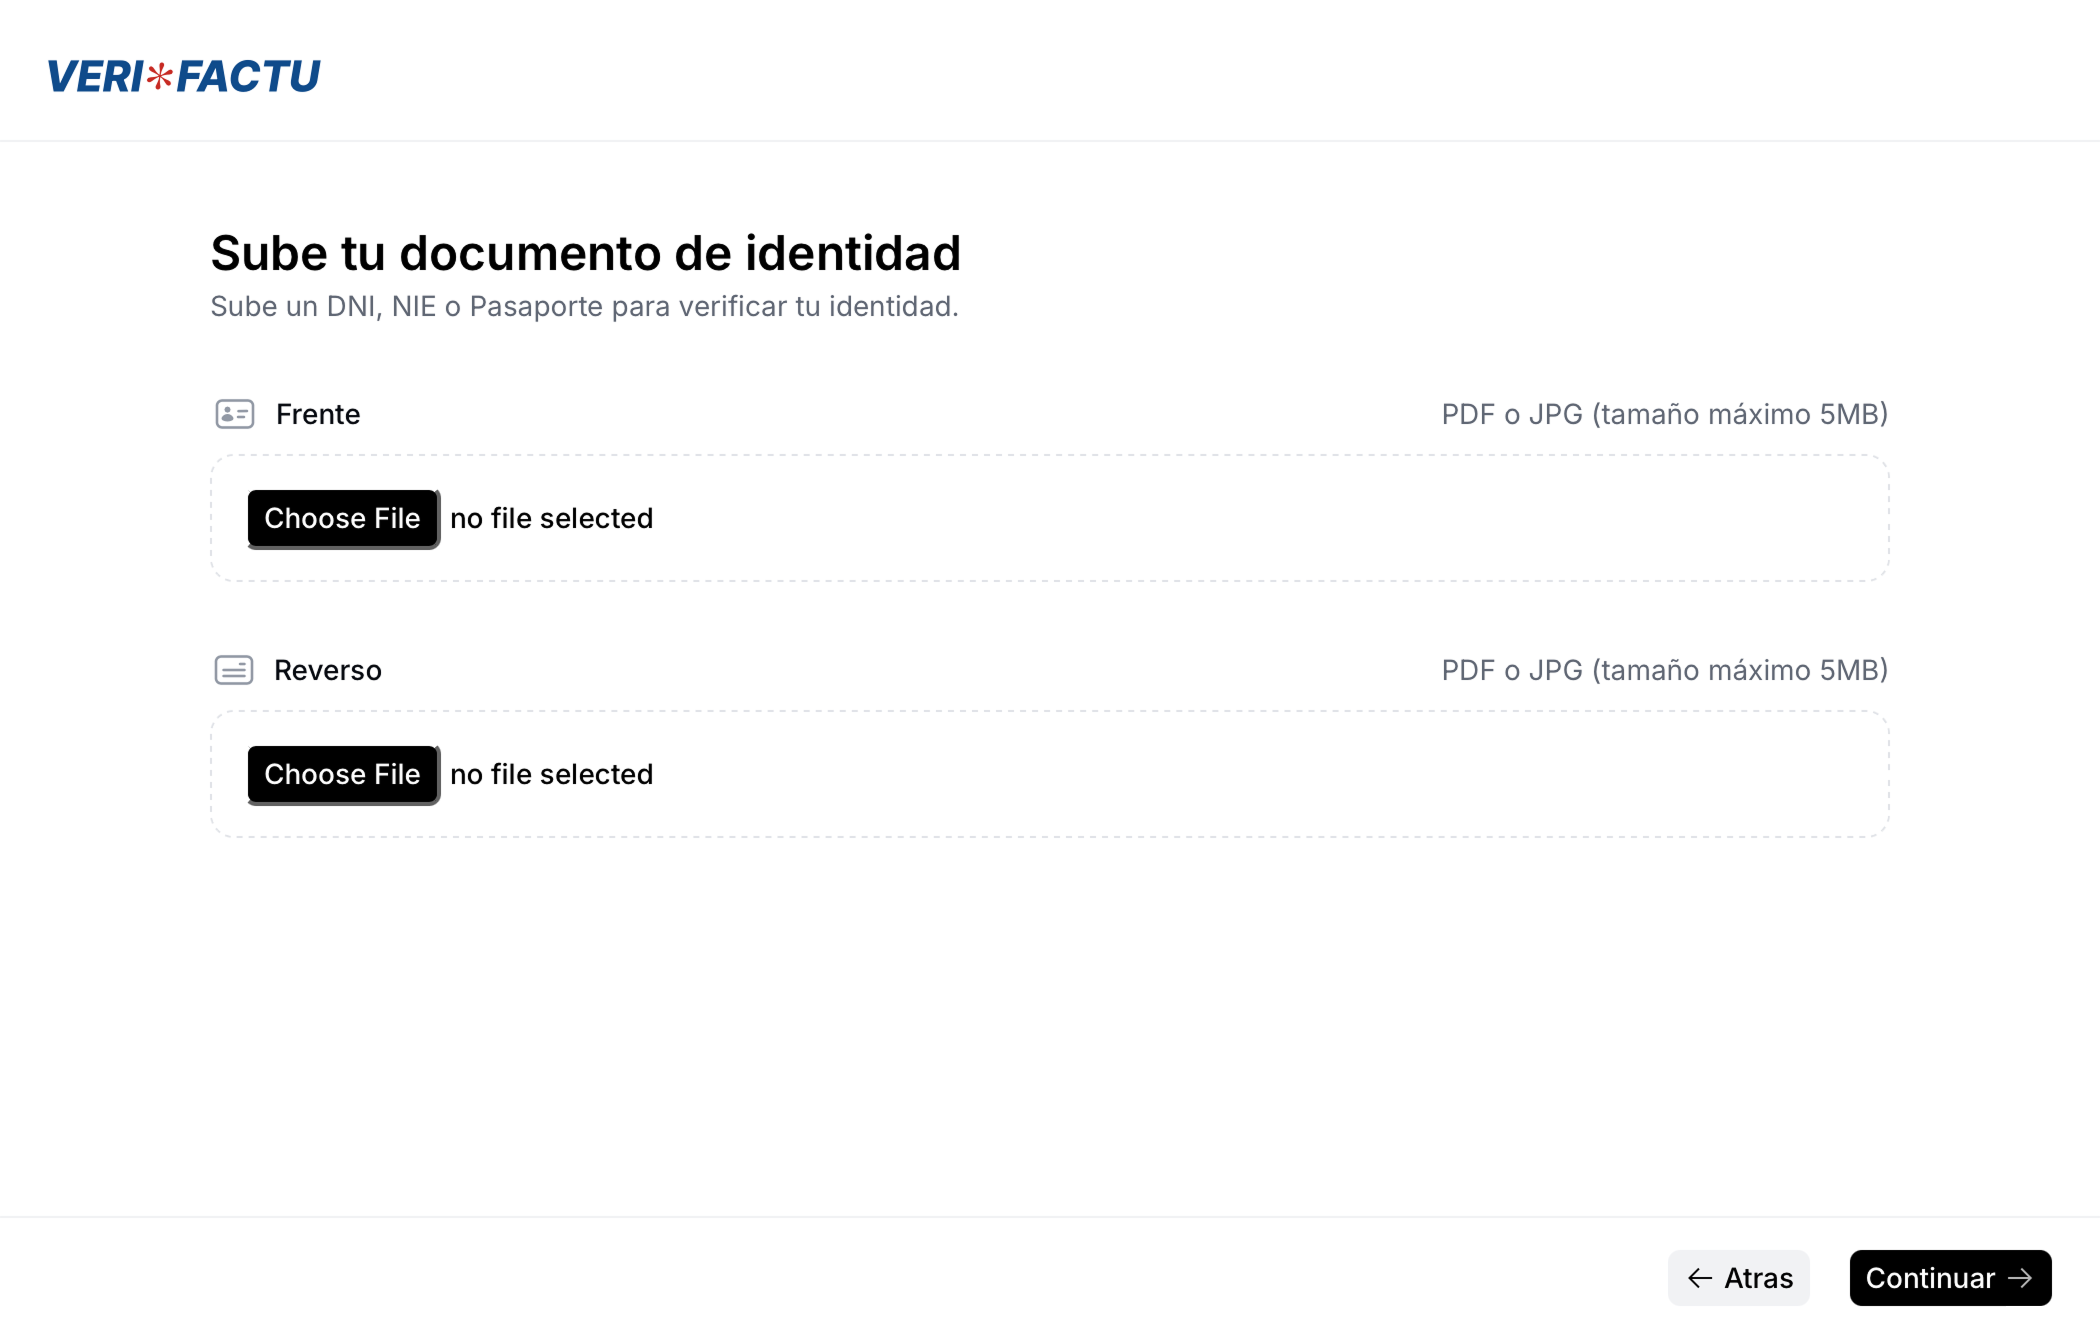 VERI*FACTU
Sube tu documento de identidad
Sube un DNI, NIE o Pasaporte para verificar tu identidad.
Frente
PDF o JPG (tamaño máximo 5MB)
Choose File no file selected
Reverso
PDF o JPG (tamaño máximo 5MB)
Choose File no file selected
← Atras
Continuar →